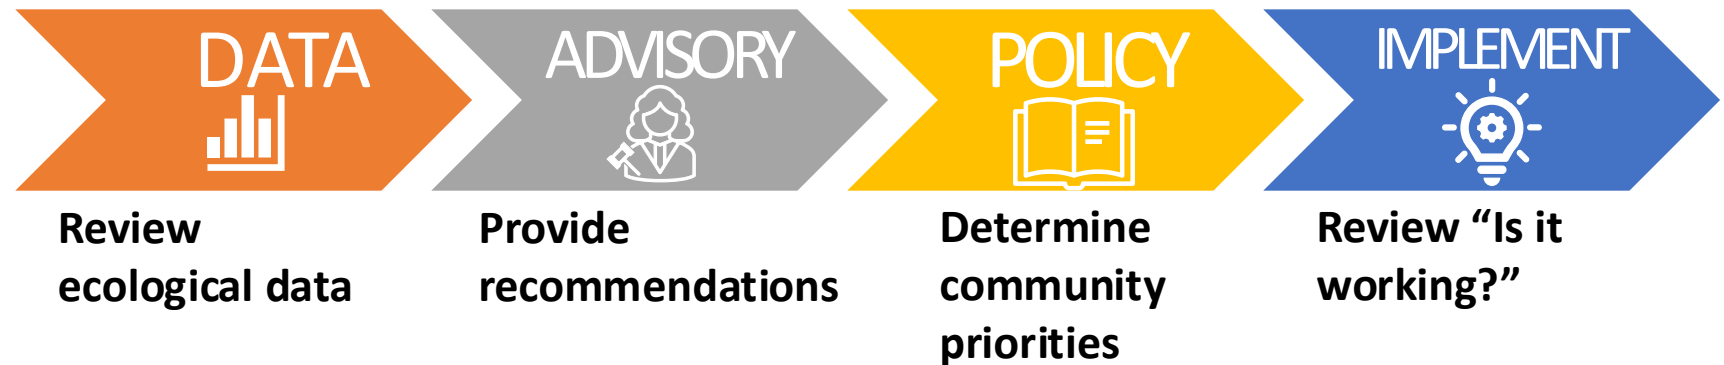 DATA
ADVISORY
POLICY
IMPLEMENT
Review
ecological data
Provide
recommendations
Determine
community
priorities
Review “Is it
working?”